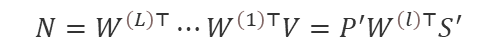 N = W^{(L)⊤} ⋯ W^{(1)⊤}V = P′W^{(l)⊤}S′